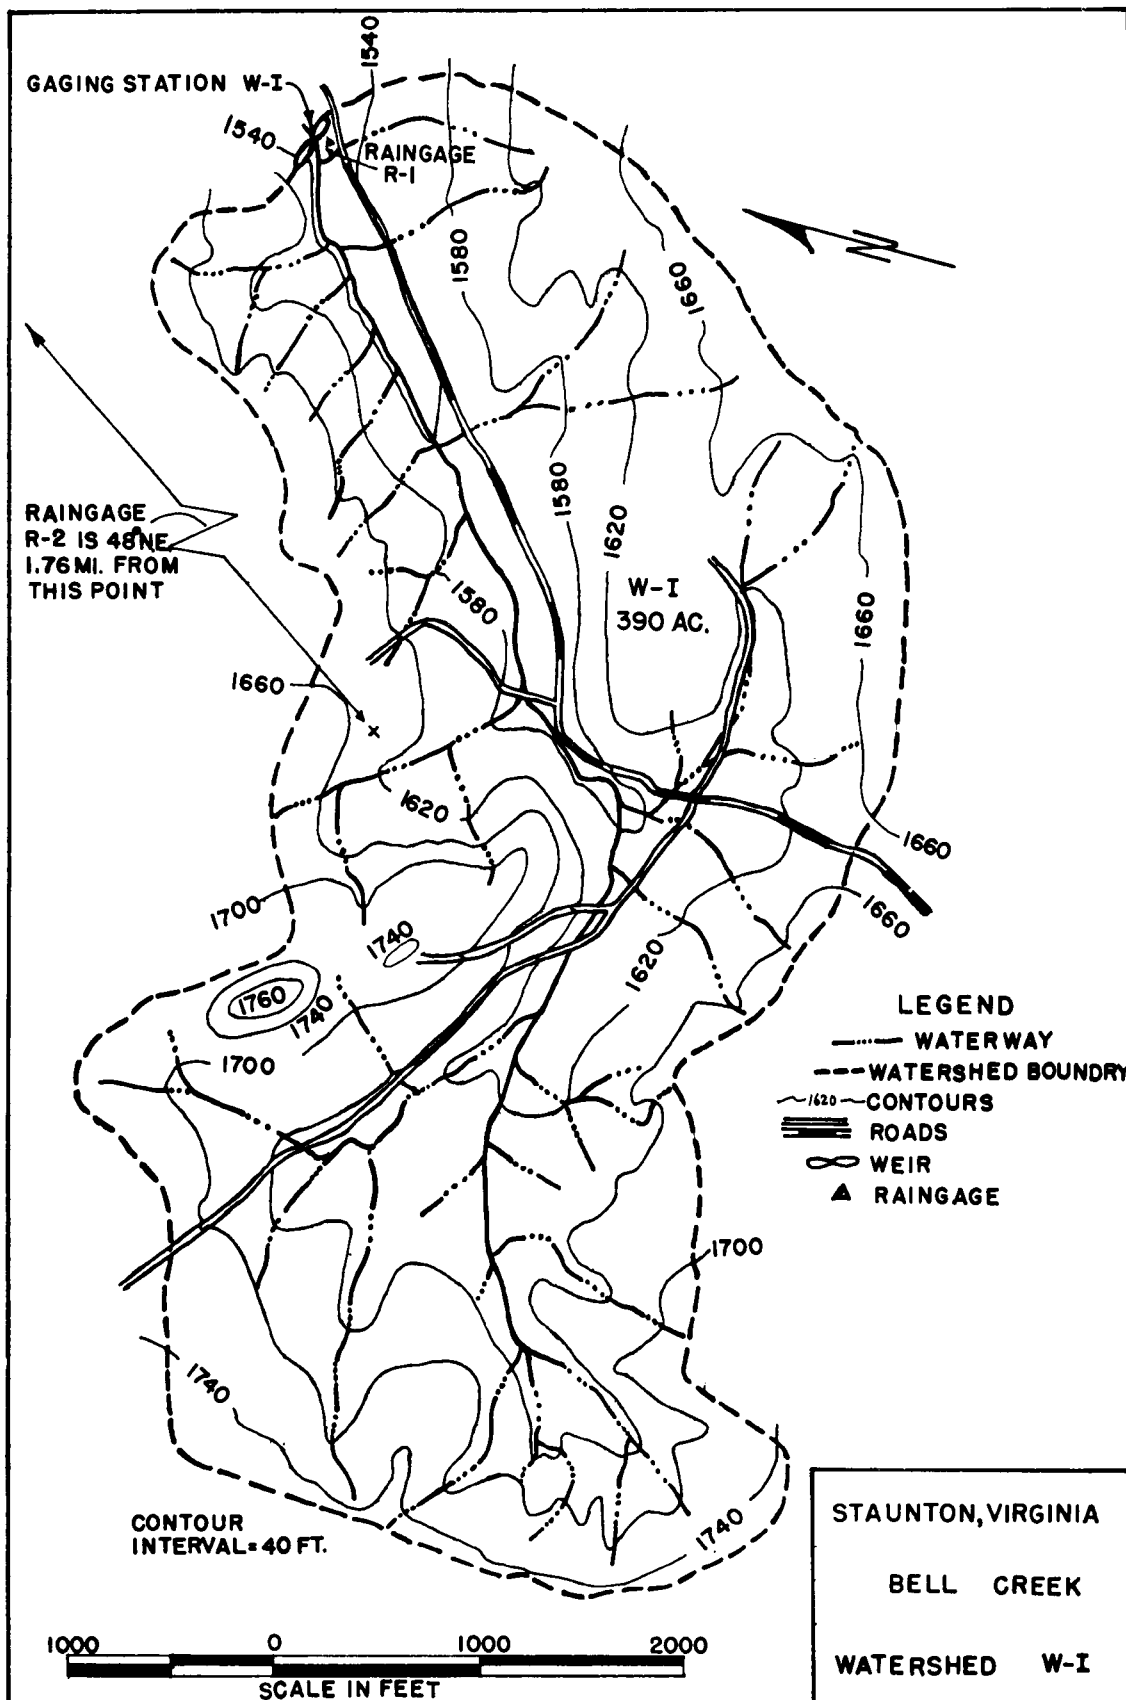 1540
1580
1620
GAGING STATION W-I
1540
RAINGAGE
R-I
N
1580
1660
RAINGAGE
R-2 IS 48°NE,
1.76 MI. FROM
THIS POINT
1580
1620
W-I
390 AC.
1580
1660
1660
X
1620
1660
1700
1660
1740
1620
1760
1740
1700
LEGEND
WATERWAY
WATERSHED BOUNDRY
1620 CONTOURS
ROADS
WEIR
RAINGAGE
1700
1740
1740
CONTOUR
INTERVAL=40 FT.
STAUNTON, VIRGINIA
BELL CREEK
WATERSHED W-I
1000 0 1000 2000
SCALE IN FEET